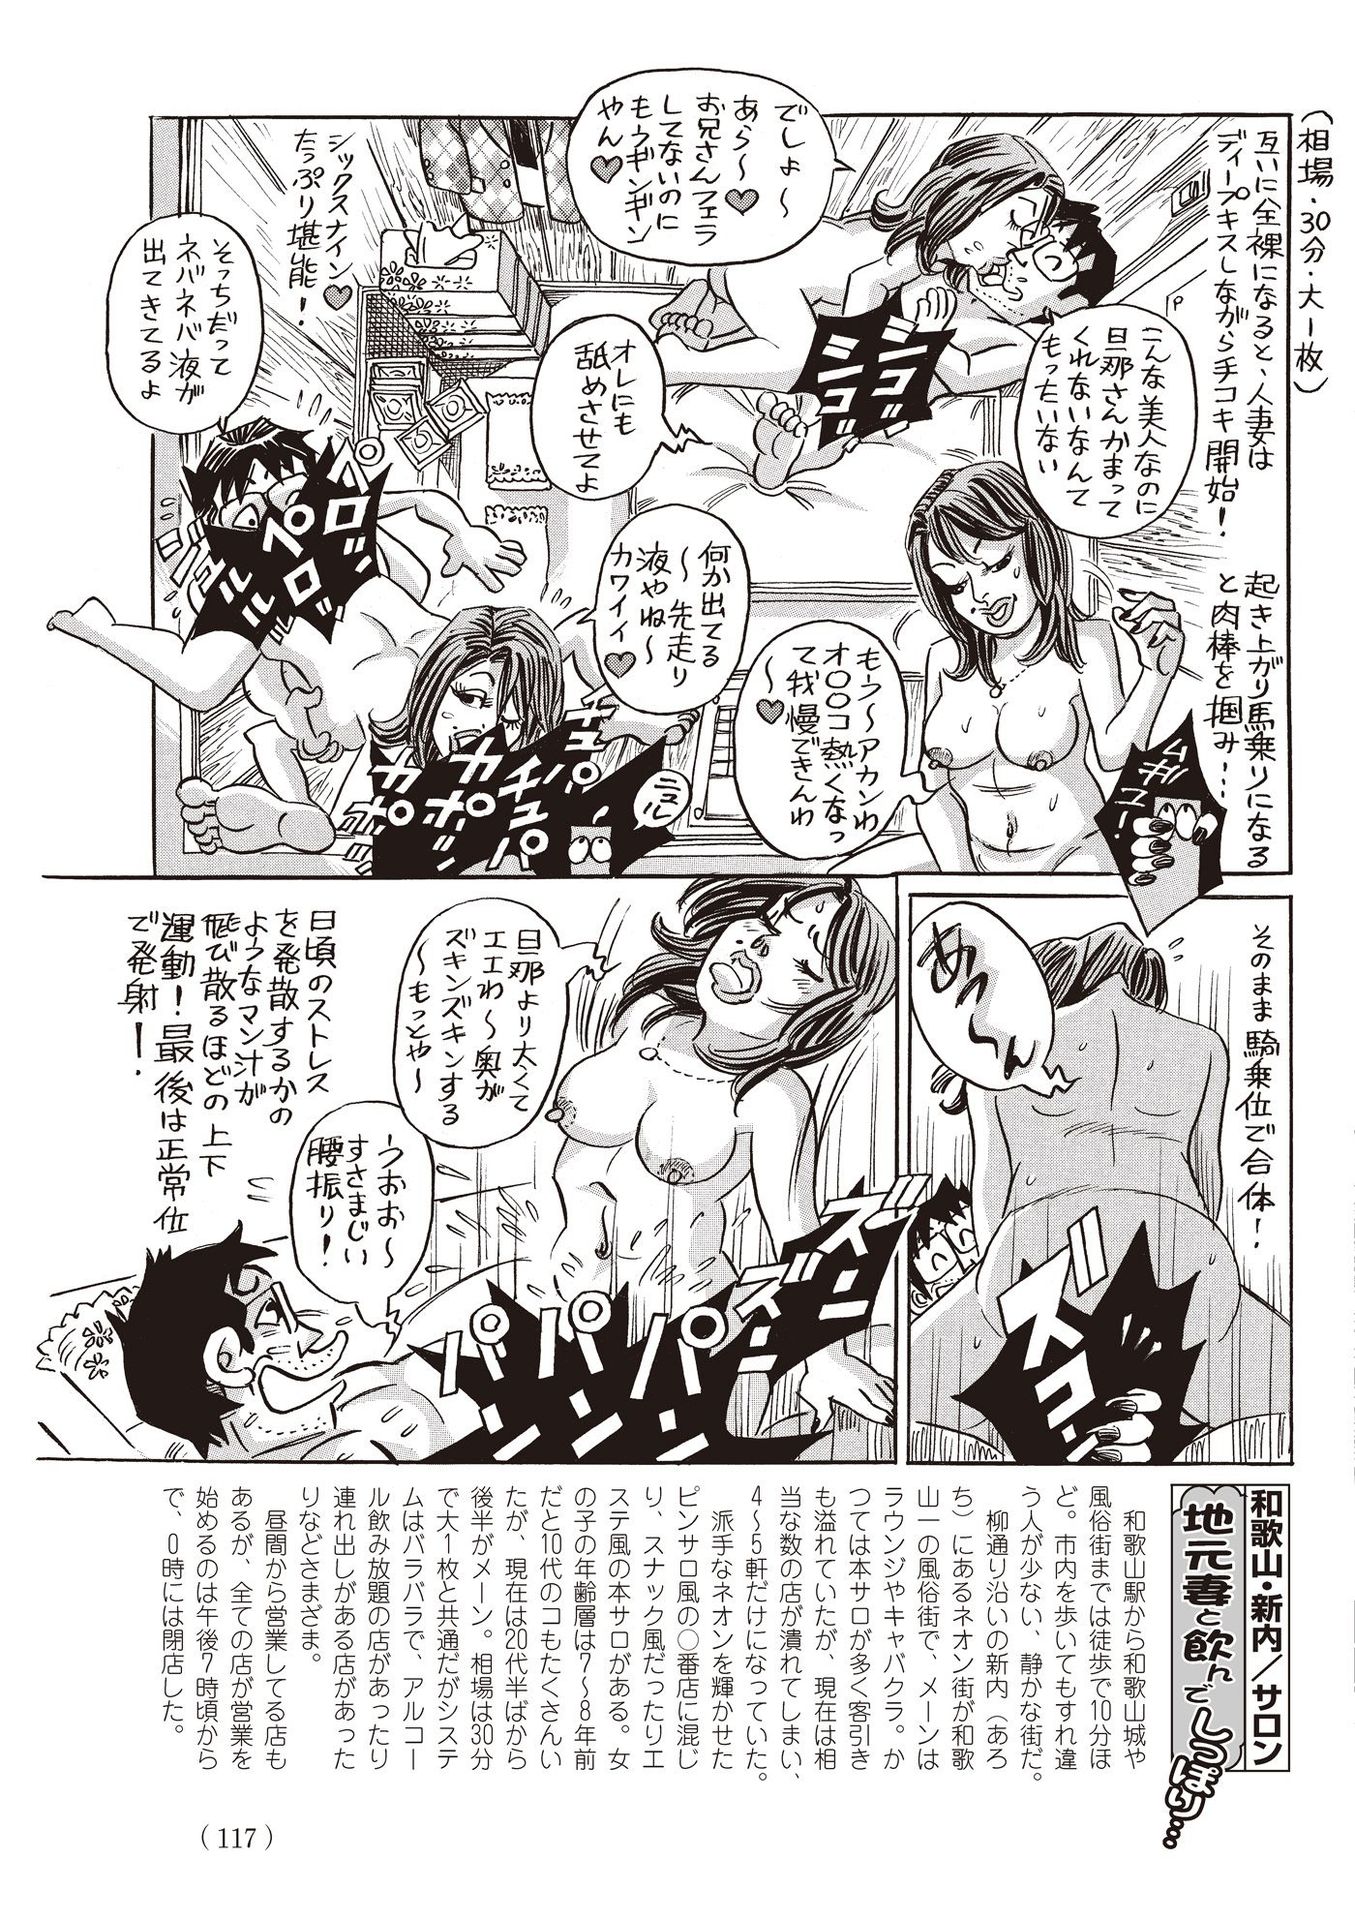 (相場・30分・大一枚)
互いに全裸になると、人妻は
ディープキスしながら手コキ開始!
でしょ〜
あら〜♥
お兄さんフェラ
してないのに
もうギンギン
やん♥
こんな美人なのに
旦那さんかまって
くれないなんて
もったいない
シコ
シコ
シックスナイン♥
たっぷり堪能!
オレにも
舐めさせてよ
そっちだって
ネバネバ液が
出てきてるよ
何か出てる
〜先走り
液やね〜
カワイイ♥
ニュル
起き上がり馬乗りになる
と肉棒を掴み…
もう〜アカンわ
オ〇〇コ熱くなっ
て我慢できんわ
〜♥
そのまま騎乗位で合体!
ズコン
旦那より太くて
エエわ〜奥が
ズキンズキンする
〜もっとや〜
うおお〜
すさまじい
腰振り!
ズン
ズン
パン
パン
パン
日頃のストレス
を発散するかの
ようなマン汁が
飛び散るほどの上下
運動!最後は正常位
で発射!
和歌山・新内/サロン
地元妻と飲んでしっぽり…
和歌山駅から和歌山城や
風俗街までは徒歩で10分ほ
ど。市内を歩いてもすれ違
う人が少ない、静かな街だ。
柳通り沿いの新内(あろ
ち)にあるネオン街が和歌
山一の風俗街で、メーンは
ラウンジやキャバクラ。か
つては本サロが多く客引き
も溢れていたが、現在は相
当な数の店が潰れてしまい、
4〜5軒だけになっていた。
派手なネオンを輝かせた
ピンサロ風の〇番店に混じ
り、スナック風だったりエ
ステ風の本サロがある。女
の子の年齢層は7〜8年前
だと10代のコもたくさんい
たが、現在は20代半ばから
後半がメーン。相場は30分
で大1枚と共通だがシステ
ムはバラバラで、アルコー
ル飲み放題の店があったり
連れ出しがある店があった
りなどさまざま。
昼間から営業してる店も
あるが、全ての店が営業を
始めるのは午後7時頃から
で、0時には閉店した。
(117)